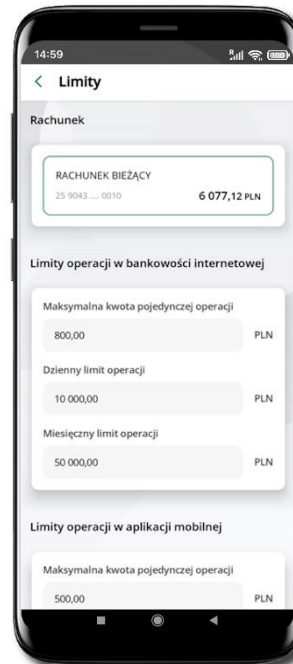 14:59
R
Limity
Rachunek
RACHUNEK BIEŻĄCY
25 9043 .... 0010 6 077,12 PLN
Limity operacji w bankowości internetowej
Maksymalna kwota pojedynczej operacji
800,00 PLN
Dzienny limit operacji
10 000,00 PLN
Miesięczny limit operacji
50 000,00 PLN
Limity operacji w aplikacji mobilnej
Maksymalna kwota pojedynczej operacji
500,00 PLN